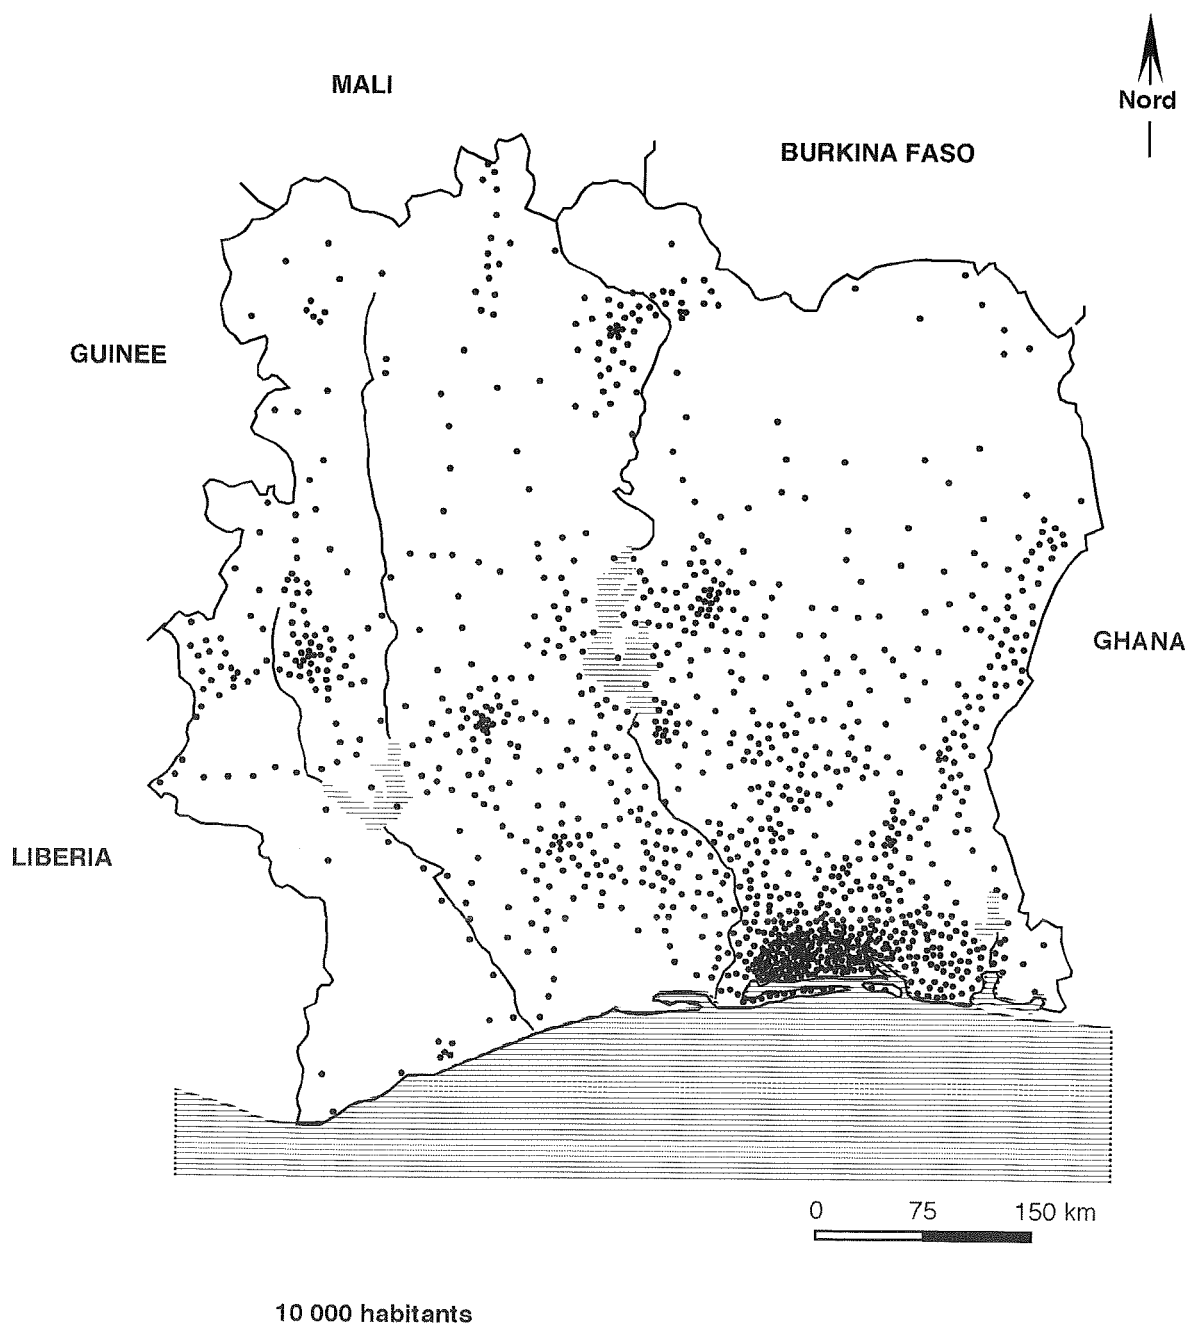 MALI
Nord
BURKINA FASO
GUINEE
GHANA
LIBERIA
0 75 150 km
10 000 habitants